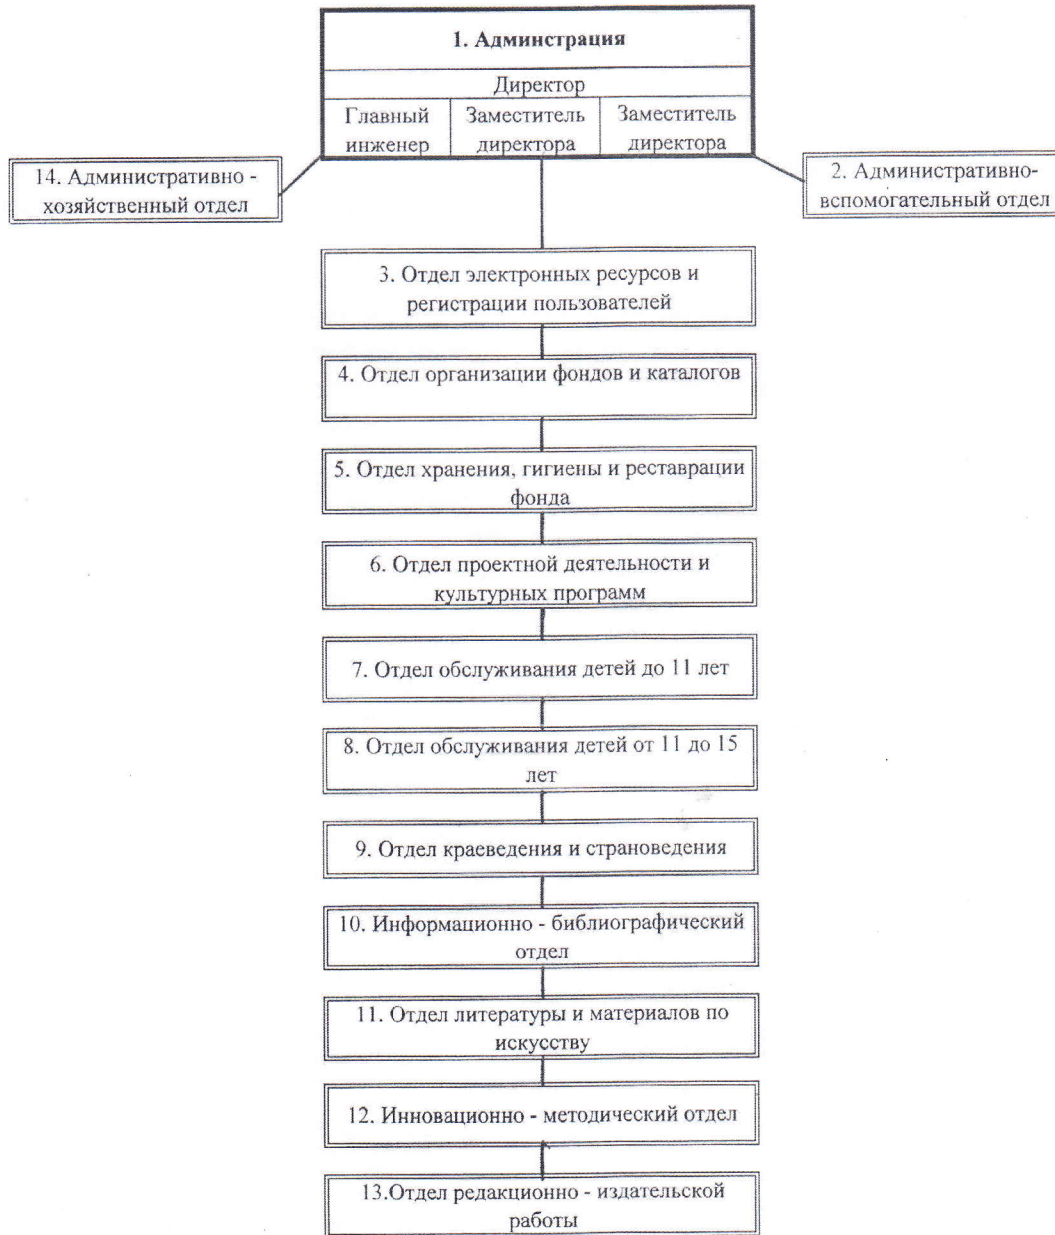 1. Админстрация
Директор
Главный
инженер
Заместитель
директора
Заместитель
директора
14. Административно -
хозяйственный отдел
2. Административно-
вспомогательный отдел
3. Отдел электронных ресурсов и
регистрации пользователей
4. Отдел организации фондов и каталогов
5. Отдел хранения, гигиены и реставрации
фонда
6. Отдел проектной деятельности и
культурных программ
7. Отдел обслуживания детей до 11 лет
8. Отдел обслуживания детей от 11 до 15
лет
9. Отдел краеведения и страноведения
10. Информационно - библиографический
отдел
11. Отдел литературы и материалов по
искусству
12. Инновационно - методический отдел
13.Отдел редакционно - издательской
работы